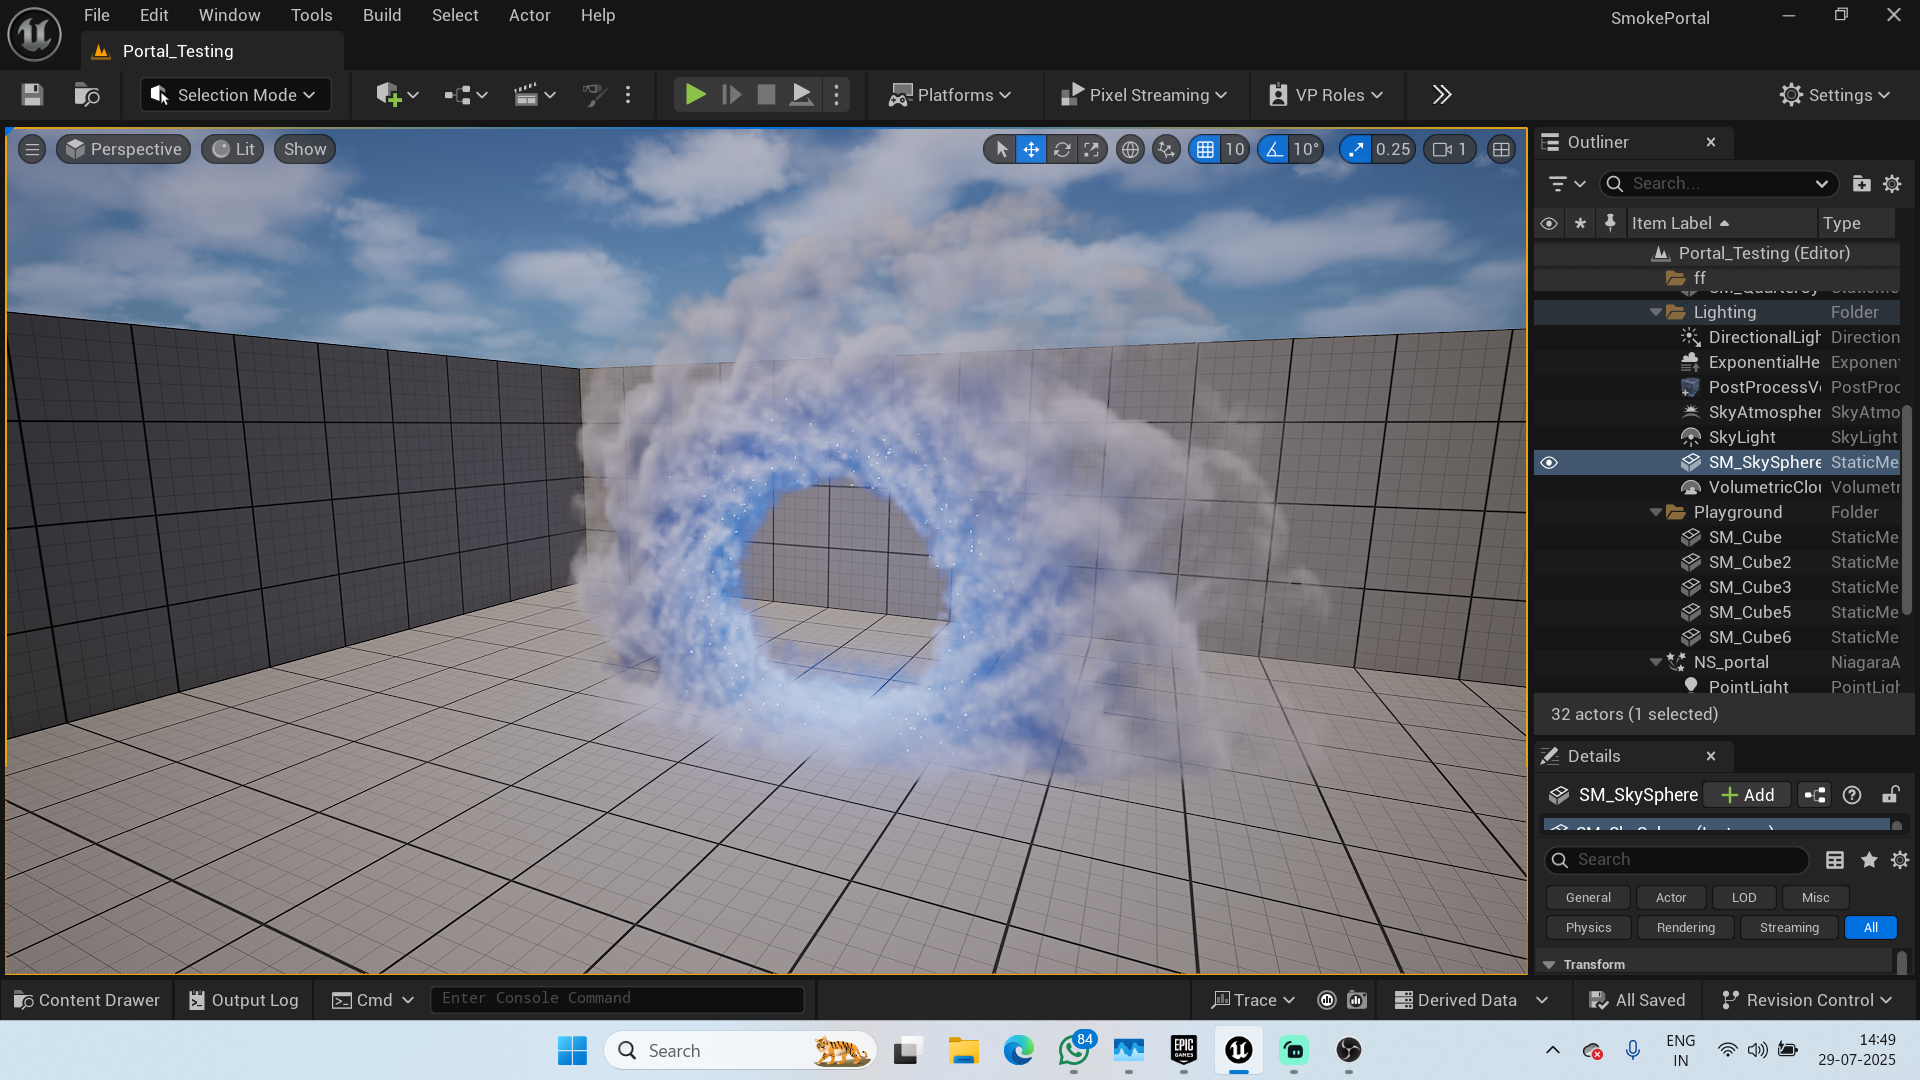 File Edit Window Tools Build Select Actor Help
SmokePortal
Portal_Testing
Selection Mode
Platforms
Pixel Streaming
VP Roles
Settings
Perspective
Lit
Show
10
10°
0.25
1
Outliner
Search...
Item Label
Type
Portal_Testing (Editor)
ff
Lighting Folder
DirectionalLigh Direction
ExponentialHe Exponent
PostProcessV PostProc
SkyAtmospher SkyAtmo
SkyLight SkyLight
SM_SkySphere StaticMe
VolumetricClou Volumetr
Playground Folder
SM_Cube StaticMe
SM_Cube2 StaticMe
SM_Cube3 StaticMe
SM_Cube5 StaticMe
SM_Cube6 StaticMe
NS_portal NiagaraA
PointLight PointLigh
32 actors (1 selected)
Details
SM_SkySphere
Add
Search
General Actor LOD Misc
Physics Rendering Streaming All
Transform
Content Drawer
Output Log
Cmd
Enter Console Command
Trace
Derived Data
All Saved
Revision Control
Search
84
EPIC
GAMES
ENG
IN
14:49
29-07-2025